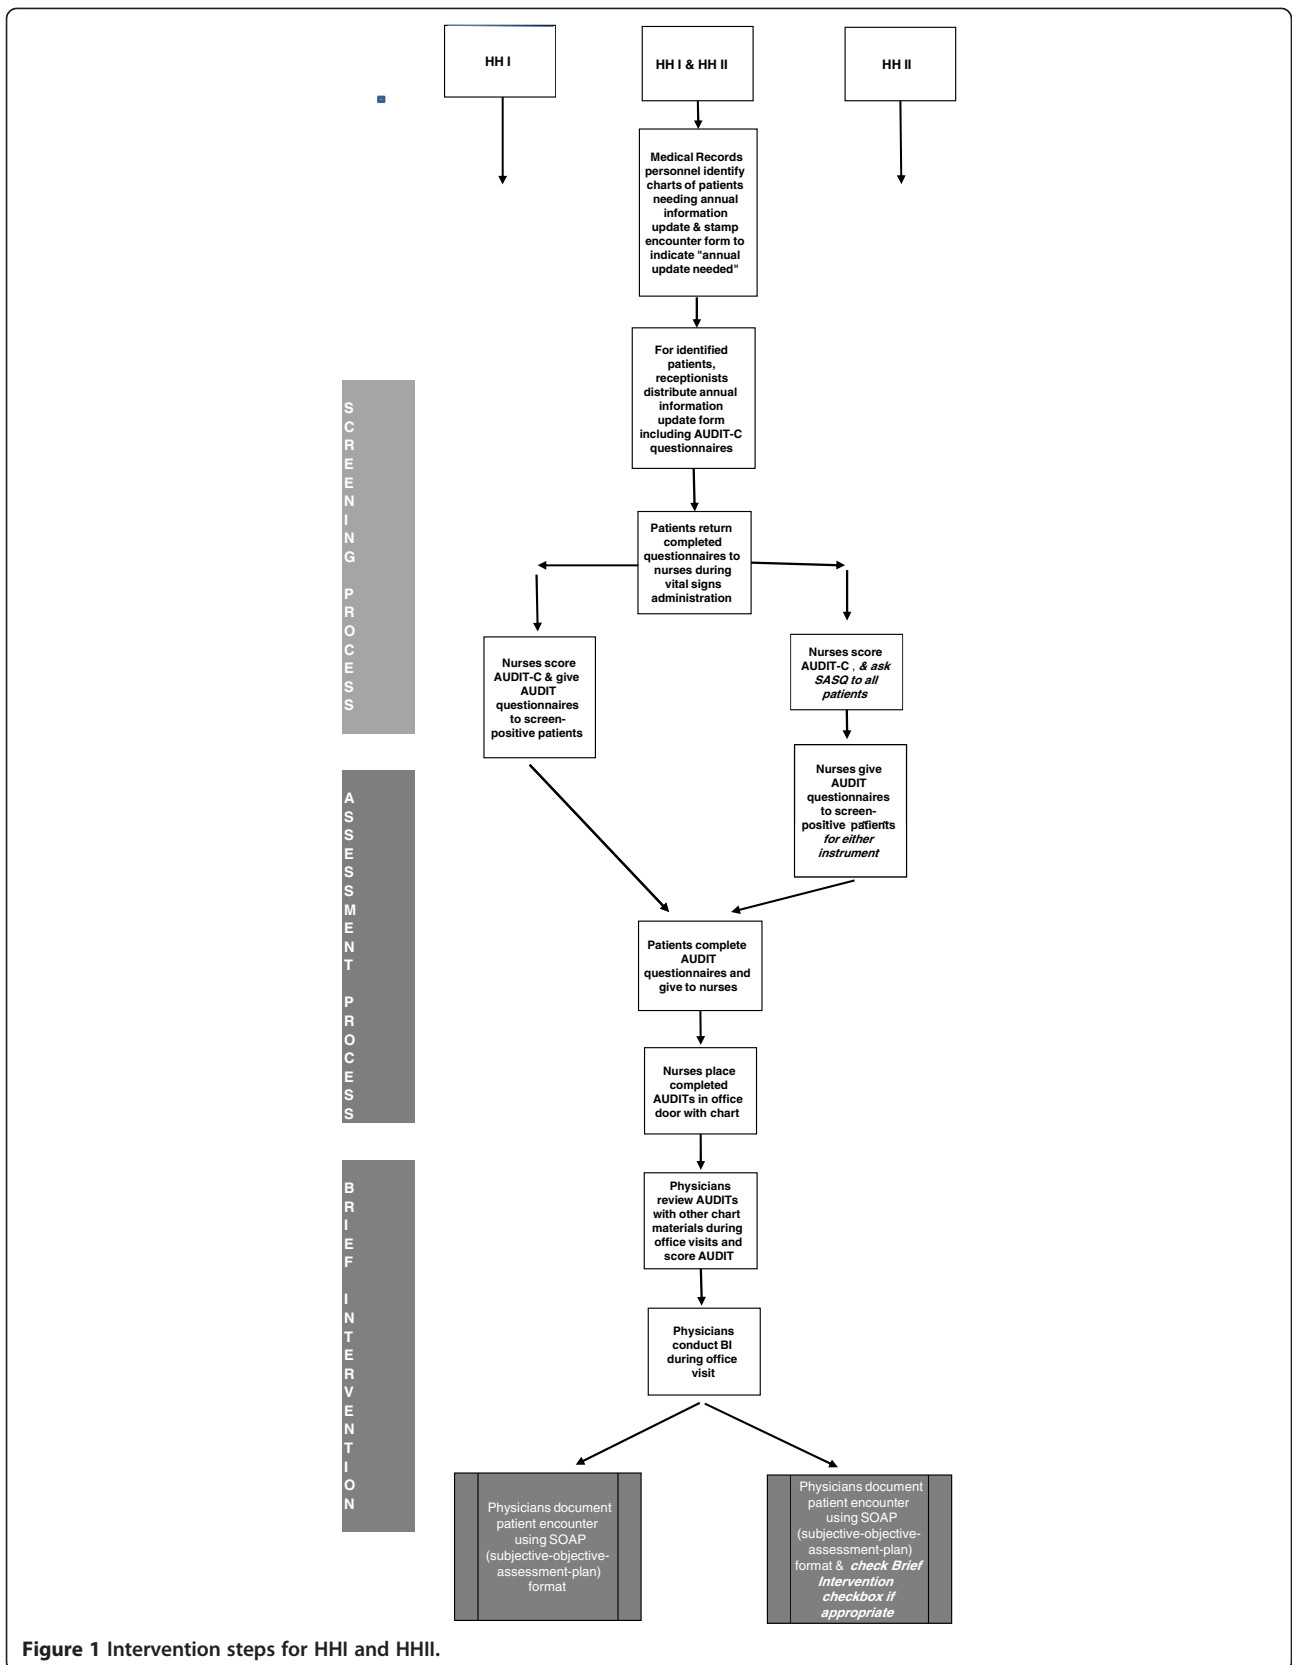 HH I
HH I & HH II
HH II
Medical Records
personnel identify
charts of patients
needing annual
information
update & stamp
encounter form to
indicate "annual
update needed"
For identified
patients,
receptionists
distribute annual
information
update form
including AUDIT-C
questionnaires
SCREENING PROCESS
Patients return
completed
questionnaires to
nurses during
vital signs
administration
Nurses score
AUDIT-C & give
AUDIT
questionnaires
to screen-
positive patients
Nurses score
AUDIT-C , & ask
SASQ to all
patients
Nurses give
AUDIT
questionnaires
to screen-
positive patients
for either
instrument
ASSESSMENT PROCESS
Patients complete
AUDIT
questionnaires and
give to nurses
Nurses place
completed
AUDITs in office
door with chart
BRIEF INTERVENTION
Physicians
review AUDITs
with other chart
materials during
office visits and
score AUDIT
Physicians
conduct BI
during office
visit
Physicians document
patient encounter
using SOAP
(subjective-objective-
assessment-plan)
format
Physicians document
patient encounter
using SOAP
(subjective-objective-
assessment-plan)
format & check Brief
Intervention
checkbox if
appropriate
Figure 1 Intervention steps for HHI and HHII.